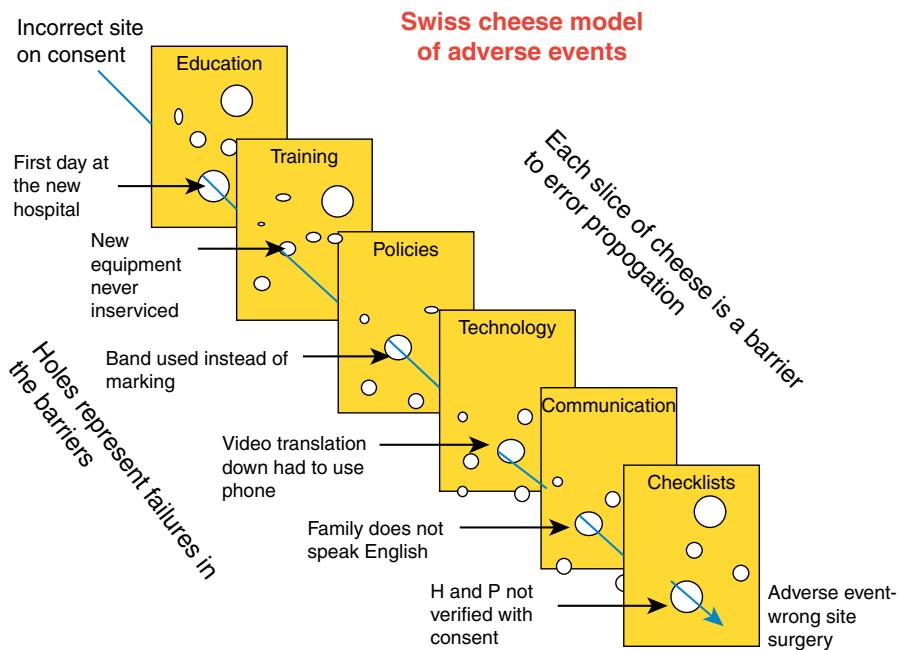 Swiss cheese model
of adverse events
Incorrect site
on consent
Education
First day at
the new
hospital
Training
New
equipment
never
inserviced
Policies
Band used instead of
marking
Technology
Video translation
down had to use
phone
Communication
Family does not
speak English
Checklists
H and P not
verified with
consent
Adverse event-
wrong site
surgery
Each slice of cheese is a barrier
to error propogation
Holes represent failures in
the barriers